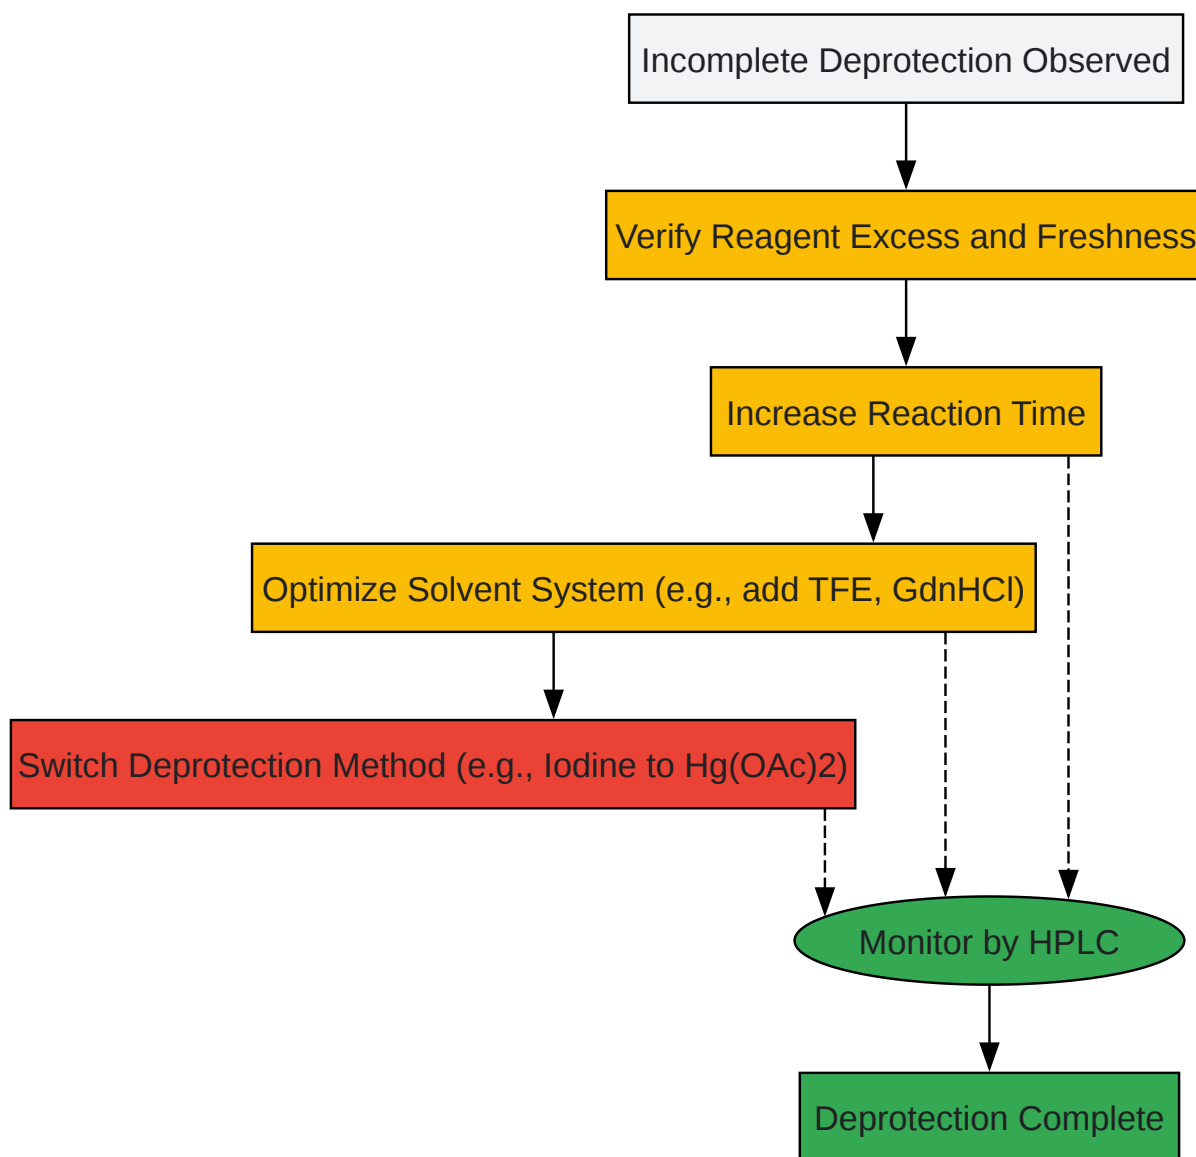 Incomplete Deprotection Observed
Verify Reagent Excess and Freshness
Increase Reaction Time
Optimize Solvent System (e.g., add TFE, GdnHCl)
Switch Deprotection Method (e.g., Iodine to Hg(OAc)2)
Monitor by HPLC
Deprotection Complete